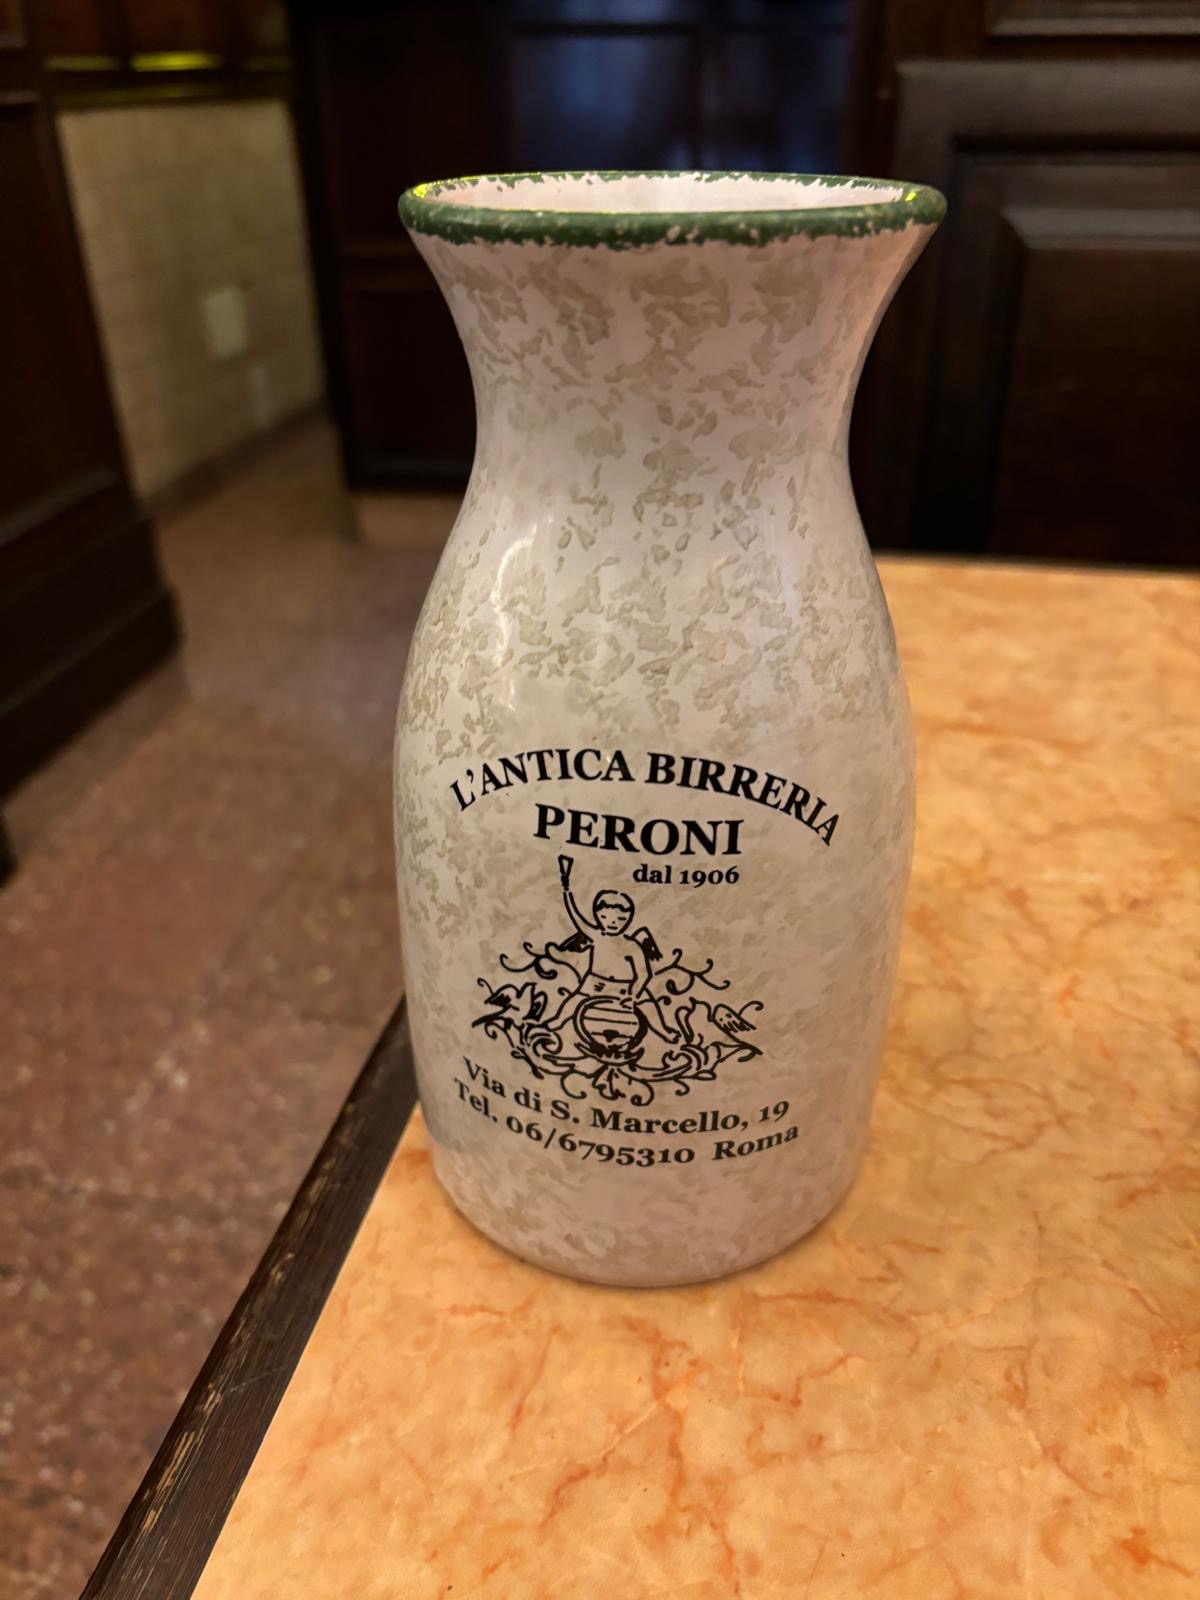 L'ANTICA BIRRERIA
PERONI
dal 1906
Via di S. Marcello, 19
Tel. 06/6795310 Roma